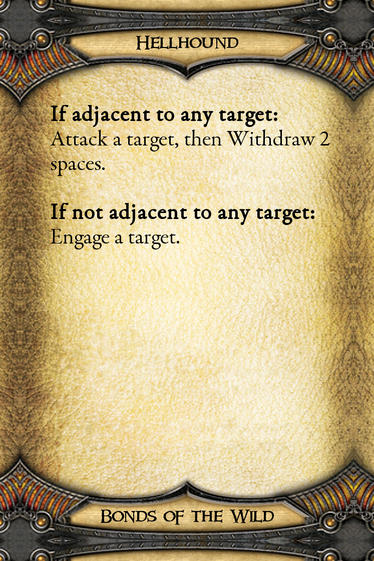 Hellhound
If adjacent to any target:
Attack a target, then Withdraw 2
spaces.
If not adjacent to any target:
Engage a target.
Bonds of the Wild